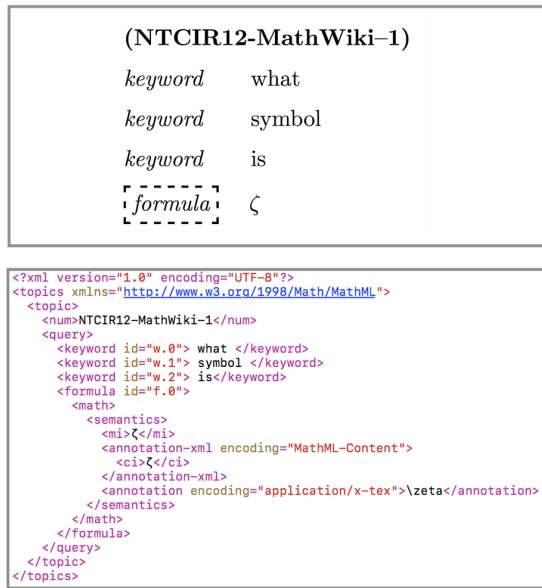 (NTCIR12-MathWiki–1)
keyword what
keyword symbol
keyword is
formula ζ
<?xml version="1.0" encoding="UTF-8"?>
<topics xmlns="http://www.w3.org/1998/Math/MathML">
  <topic>
    <num>NTCIR12-MathWiki-1</num>
    <query>
      <keyword id="w.0"> what </keyword>
      <keyword id="w.1"> symbol </keyword>
      <keyword id="w.2"> is</keyword>
      <formula id="f.0">
        <math>
          <semantics>
            <mi>ζ</mi>
            <annotation-xml encoding="MathML-Content">
              <ci>ζ</ci>
            </annotation-xml>
            <annotation encoding="application/x-tex">\zeta</annotation>
          </semantics>
        </math>
      </formula>
    </query>
  </topic>
</topics>